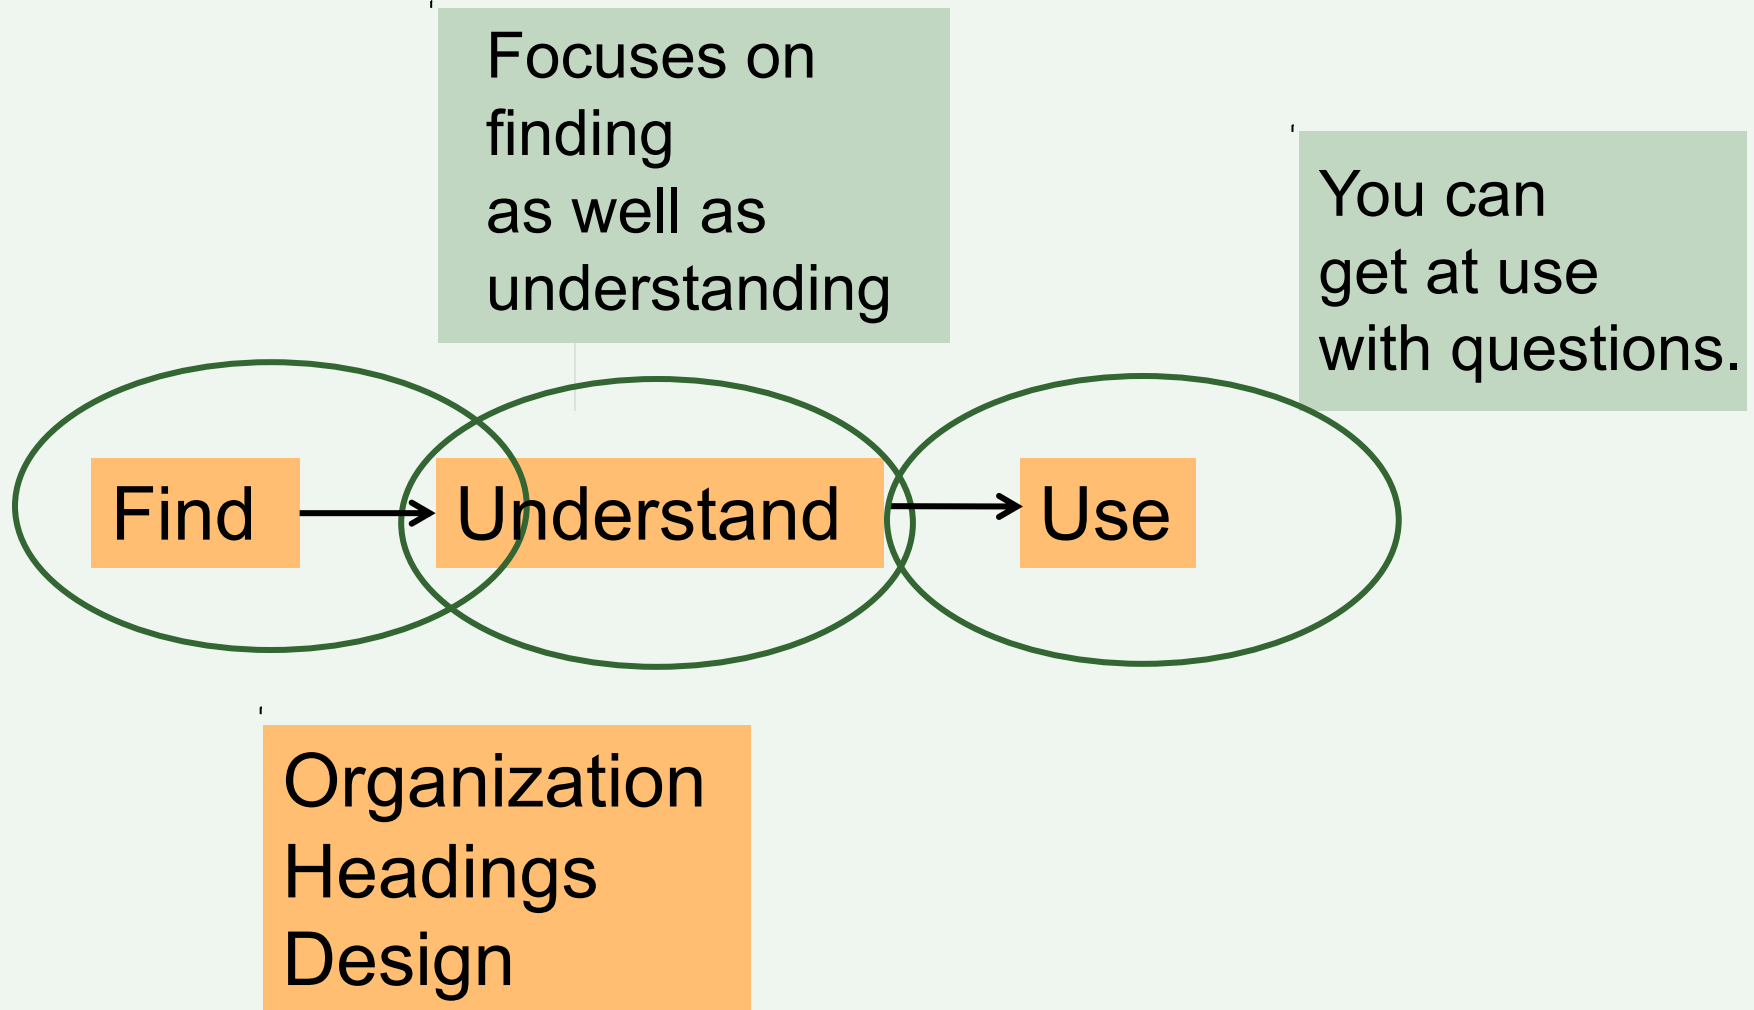 Focuses on
finding
as well as
understanding
You can
get at use
with questions.
Find
Understand
Use
Organization
Headings
Design